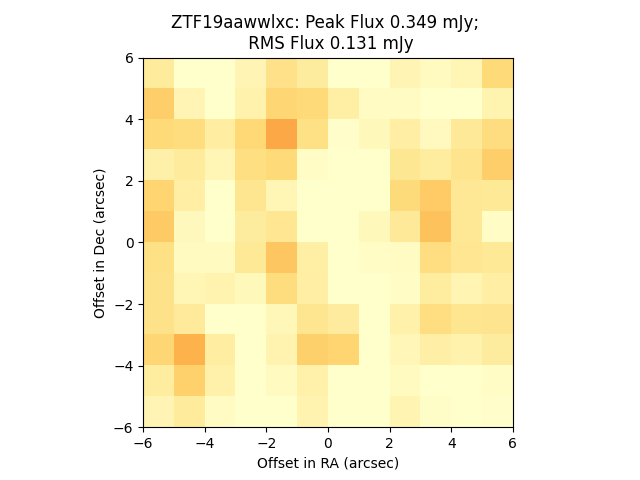 ZTF19aawwlxc: Peak Flux 0.349 mJy;
RMS Flux 0.131 mJy
6
4
2
0
−2
−4
−6
Offset in Dec (arcsec)
−6 −4 −2 0 2 4 6
Offset in RA (arcsec)